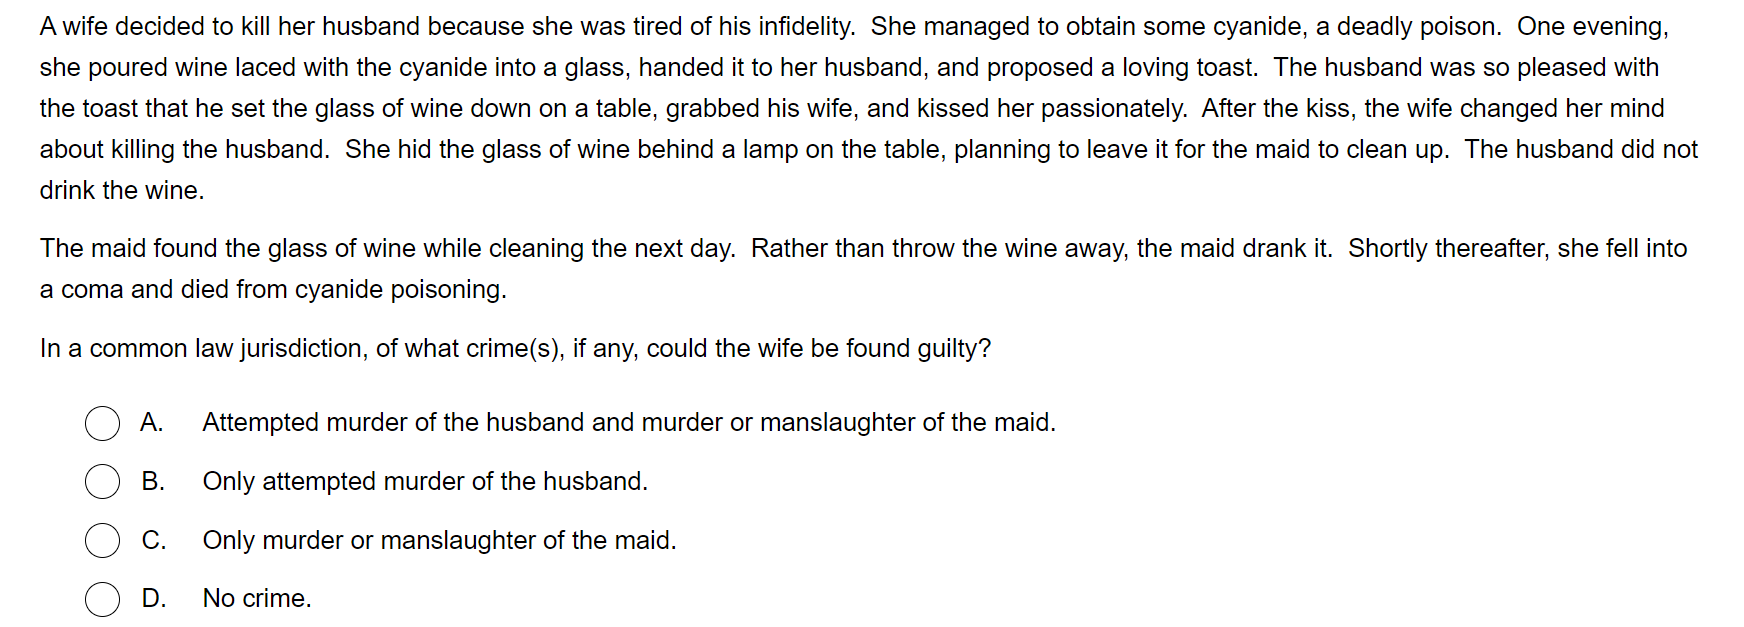 A wife decided to kill her husband because she was tired of his infidelity.  She managed to obtain some cyanide, a deadly poison.  One evening,
she poured wine laced with the cyanide into a glass, handed it to her husband, and proposed a loving toast.  The husband was so pleased with
the toast that he set the glass of wine down on a table, grabbed his wife, and kissed her passionately.  After the kiss, the wife changed her mind
about killing the husband.  She hid the glass of wine behind a lamp on the table, planning to leave it for the maid to clean up.  The husband did not
drink the wine.
The maid found the glass of wine while cleaning the next day.  Rather than throw the wine away, the maid drank it.  Shortly thereafter, she fell into
a coma and died from cyanide poisoning.
In a common law jurisdiction, of what crime(s), if any, could the wife be found guilty?
A. Attempted murder of the husband and murder or manslaughter of the maid.
B. Only attempted murder of the husband.
C. Only murder or manslaughter of the maid.
D. No crime.